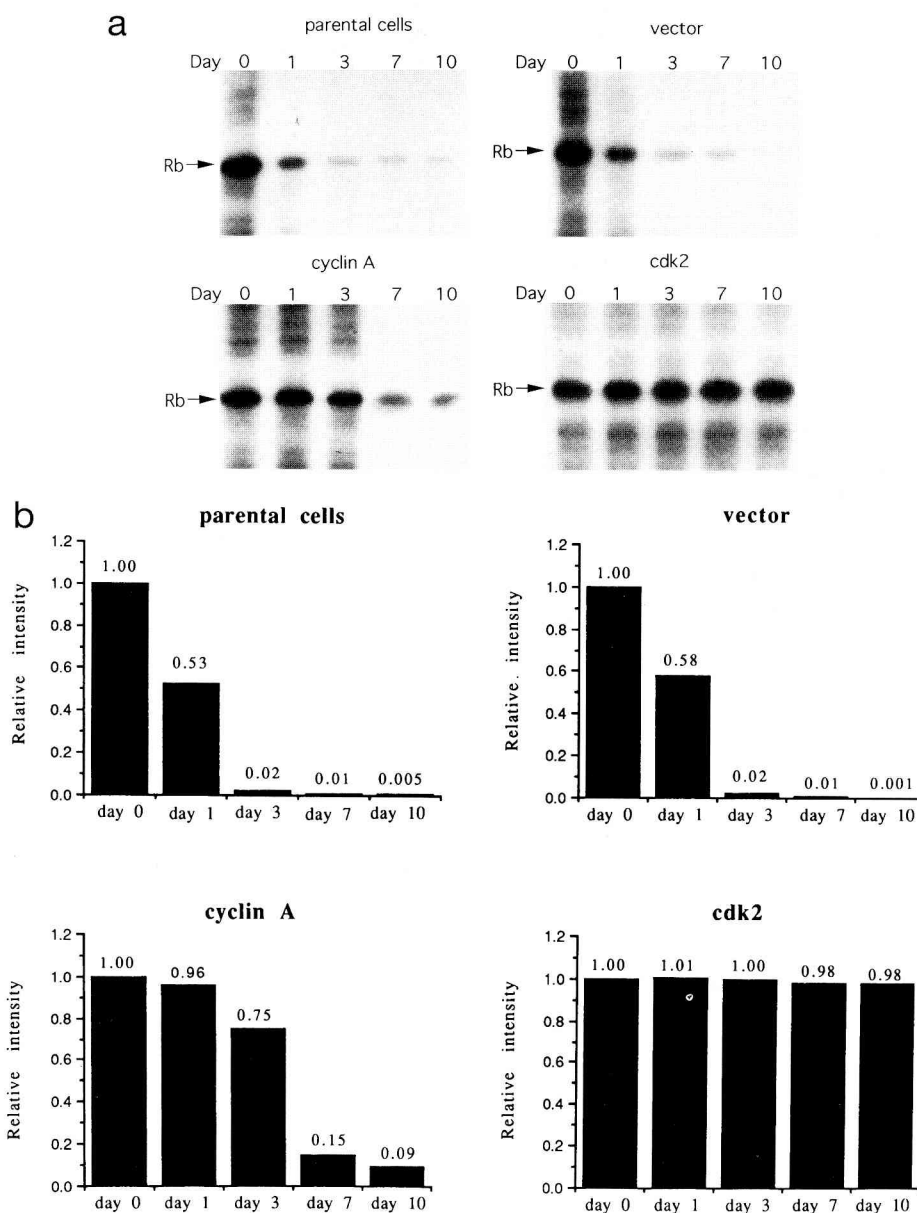 a
parental cells
Day 0 1 3 7 10
Rb
vector
Day 0 1 3 7 10
Rb
cyclin A
Day 0 1 3 7 10
Rb
cdk2
Day 0 1 3 7 10
Rb
b
parental cells
Relative intensity
1.2
1.0
0.8
0.6
0.4
0.2
0.0
1.00
0.53
0.02
0.01
0.005
day 0 day 1 day 3 day 7 day 10
vector
Relative. intensity
1.2
1.0
0.8
0.6
0.4
0.2
0.0
1.00
0.58
0.02
0.01
0.001
day 0 day 1 day 3 day 7 day 10
cyclin A
Relative intensity
1.2
1.0
0.8
0.6
0.4
0.2
0.0
1.00
0.96
0.75
0.15
0.09
day 0 day 1 day 3 day 7 day 10
cdk2
Relative intensity
1.2
1.0
0.8
0.6
0.4
0.2
0.0
1.00
1.01
1.00
0.98
0.98
day 0 day 1 day 3 day 7 day 10